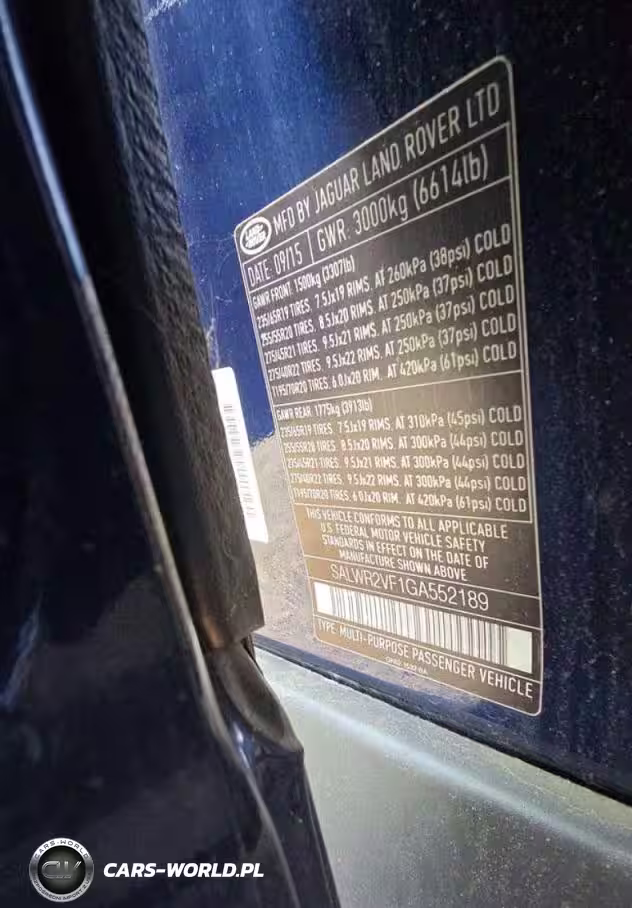 LAND-
ROVER
MFD BY JAGUAR LAND ROVER LTD
DATE: 09/15 GWR: 3000kg (6614lb)
GAWR FRONT: 1500kg (3307lb)
235/65R19 TIRES, 7.5Jx19 RIMS, AT 260kPa (38psi) COLD
255/55R20 TIRES, 8.5Jx20 RIMS, AT 250kPa (37psi) COLD
275/45R21 TIRES, 9.5Jx21 RIMS, AT 250kPa (37psi) COLD
275/40R22 TIRES, 9.5Jx22 RIMS, AT 250kPa (37psi) COLD
T195/70R20 TIRES, 6.0Jx20 RIM, AT 420kPa (61psi) COLD
GAWR REAR: 1775kg (3913lb)
235/65R19 TIRES, 7.5Jx19 RIMS, AT 310kPa (45psi) COLD
255/55R20 TIRES, 8.5Jx20 RIMS, AT 300kPa (44psi) COLD
275/45R21 TIRES, 9.5Jx21 RIMS, AT 300kPa (44psi) COLD
275/40R22 TIRES, 9.5Jx22 RIMS, AT 300kPa (44psi) COLD
T195/70R20 TIRES, 6.0Jx20 RIM, AT 420kPa (61psi) COLD
THIS VEHICLE CONFORMS TO ALL APPLICABLE
U.S. FEDERAL MOTOR VEHICLE SAFETY
STANDARDS IN EFFECT ON THE DATE OF
MANUFACTURE SHOWN ABOVE
SALWR2VF1GA552189
TYPE: MULTI-PURPOSE PASSENGER VEHICLE
CARS-WORLD
CW
CARS-WORLD.PL